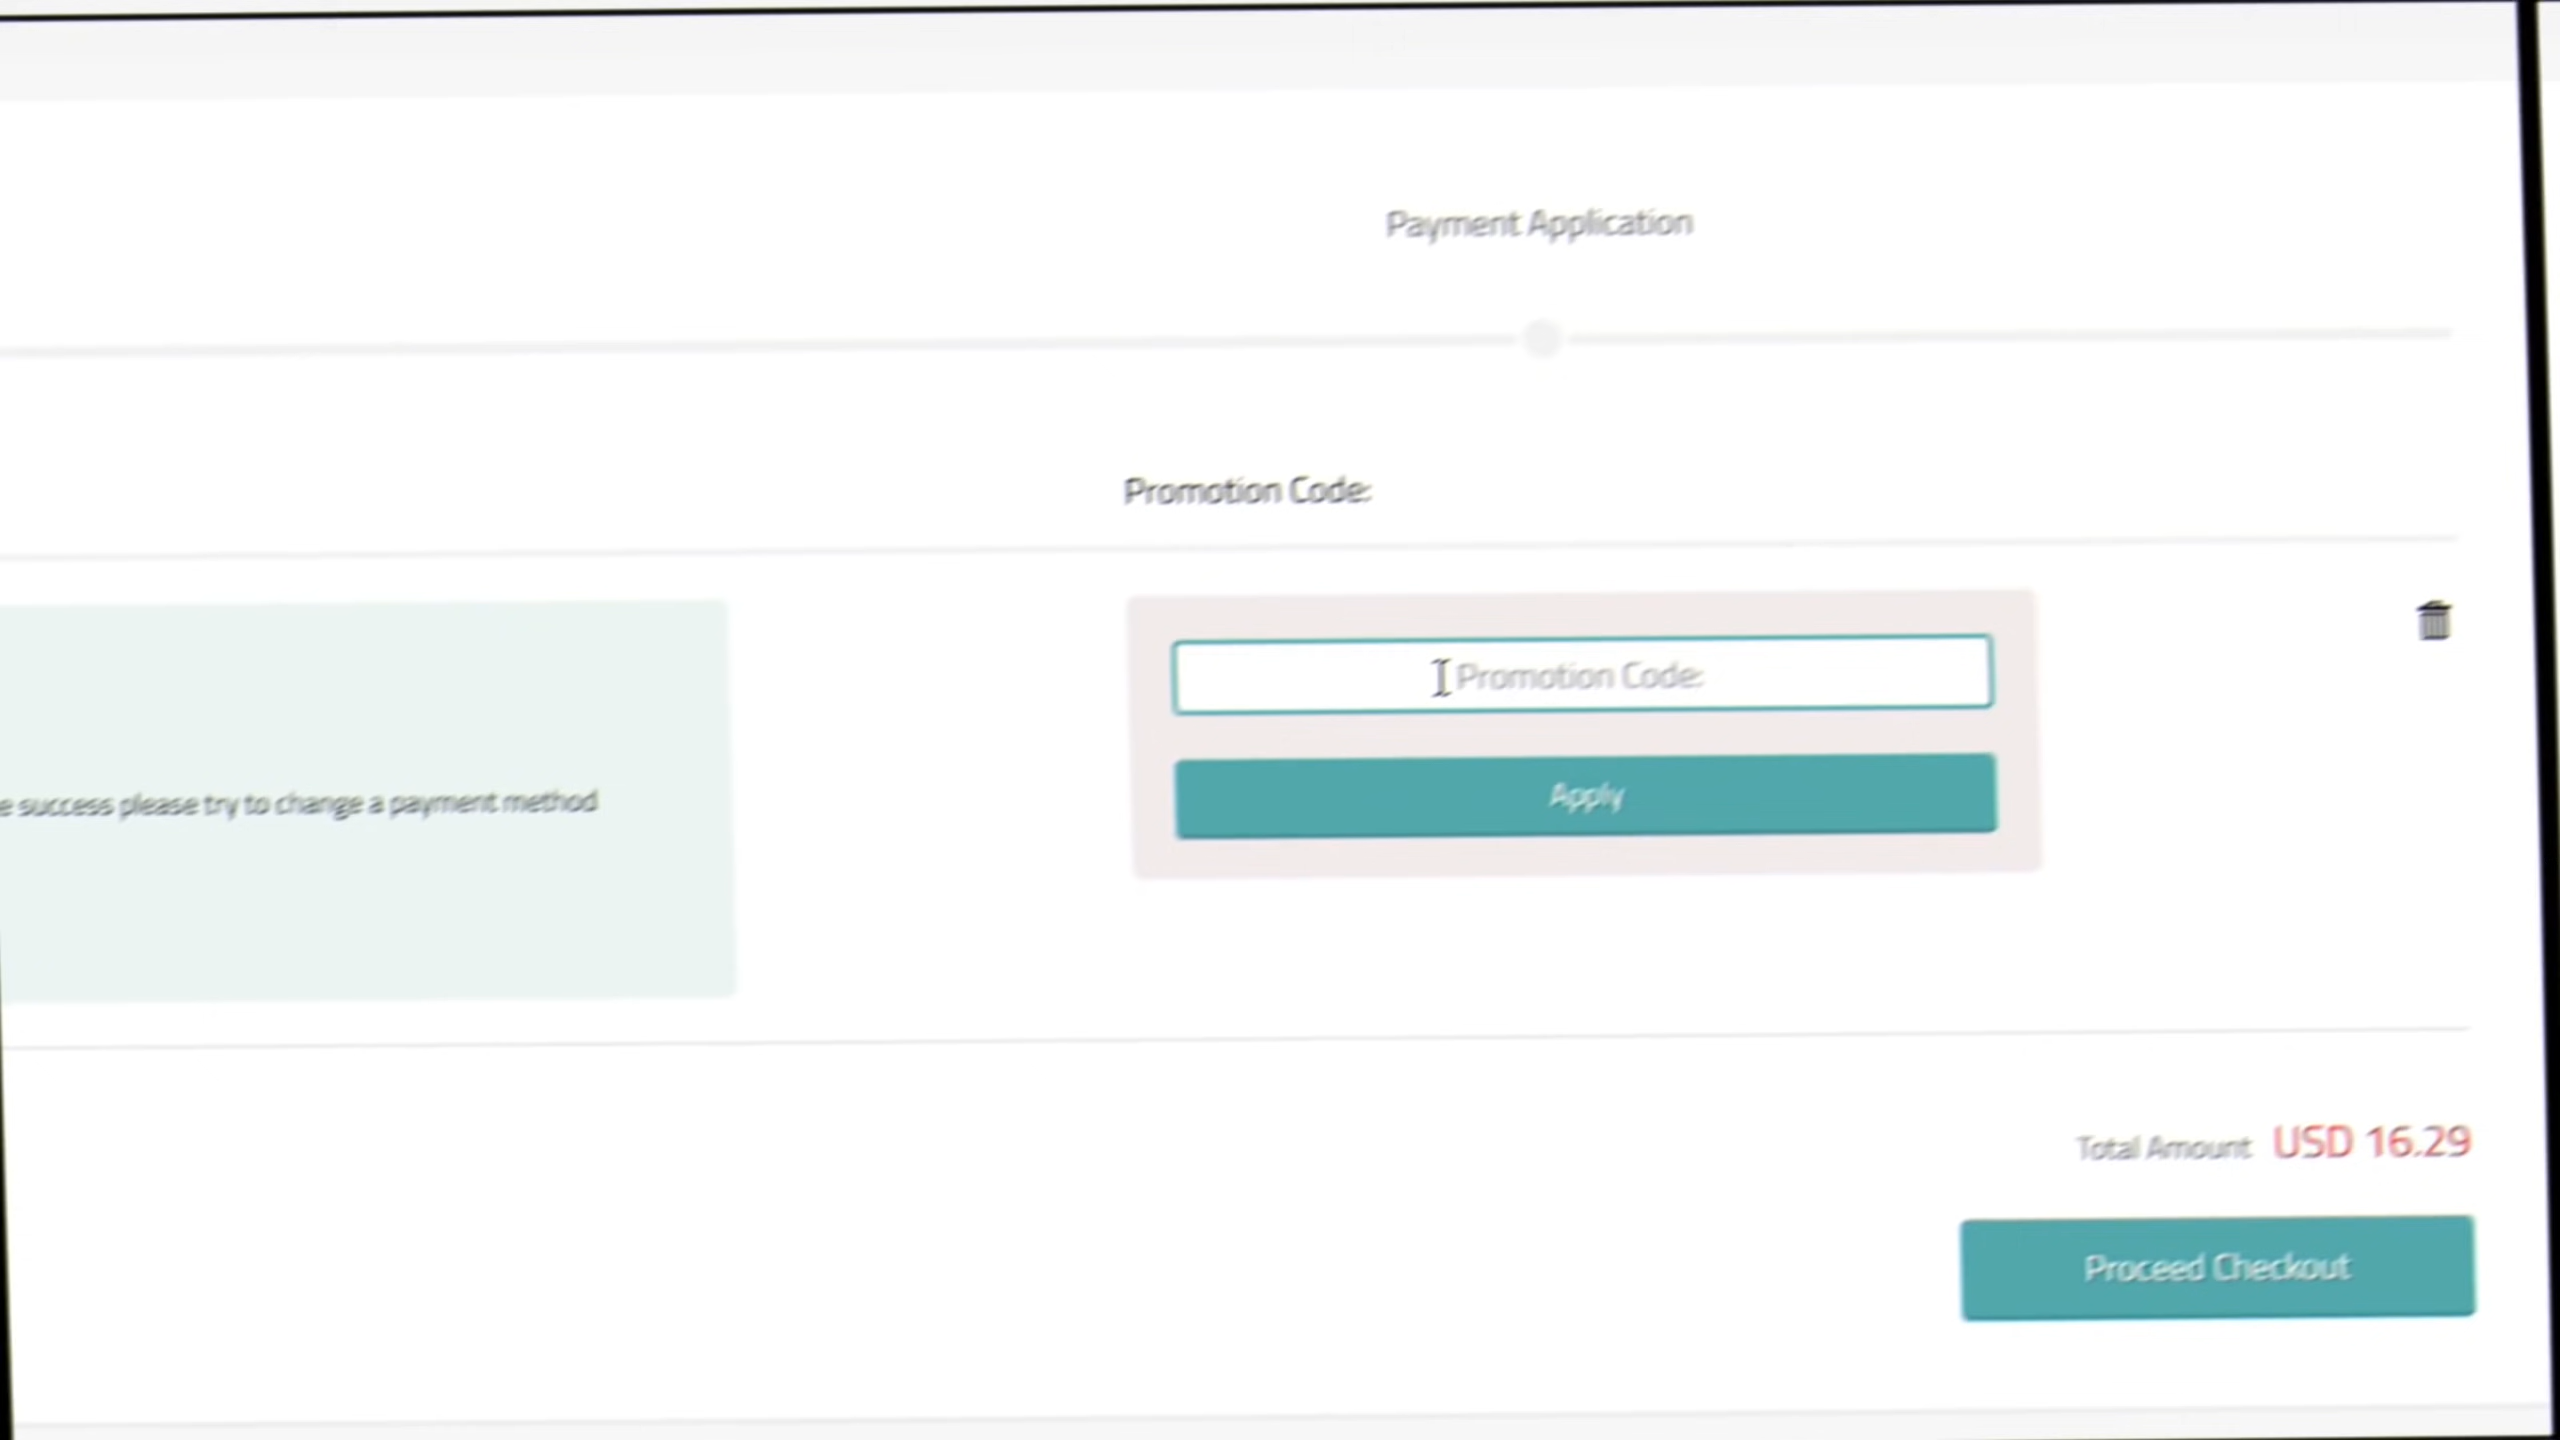 Payment Application
Promotion Code:
Promotion Code:
e success please try to change a payment method
Apply
Total Amount USD 16.29
Proceed Checkout